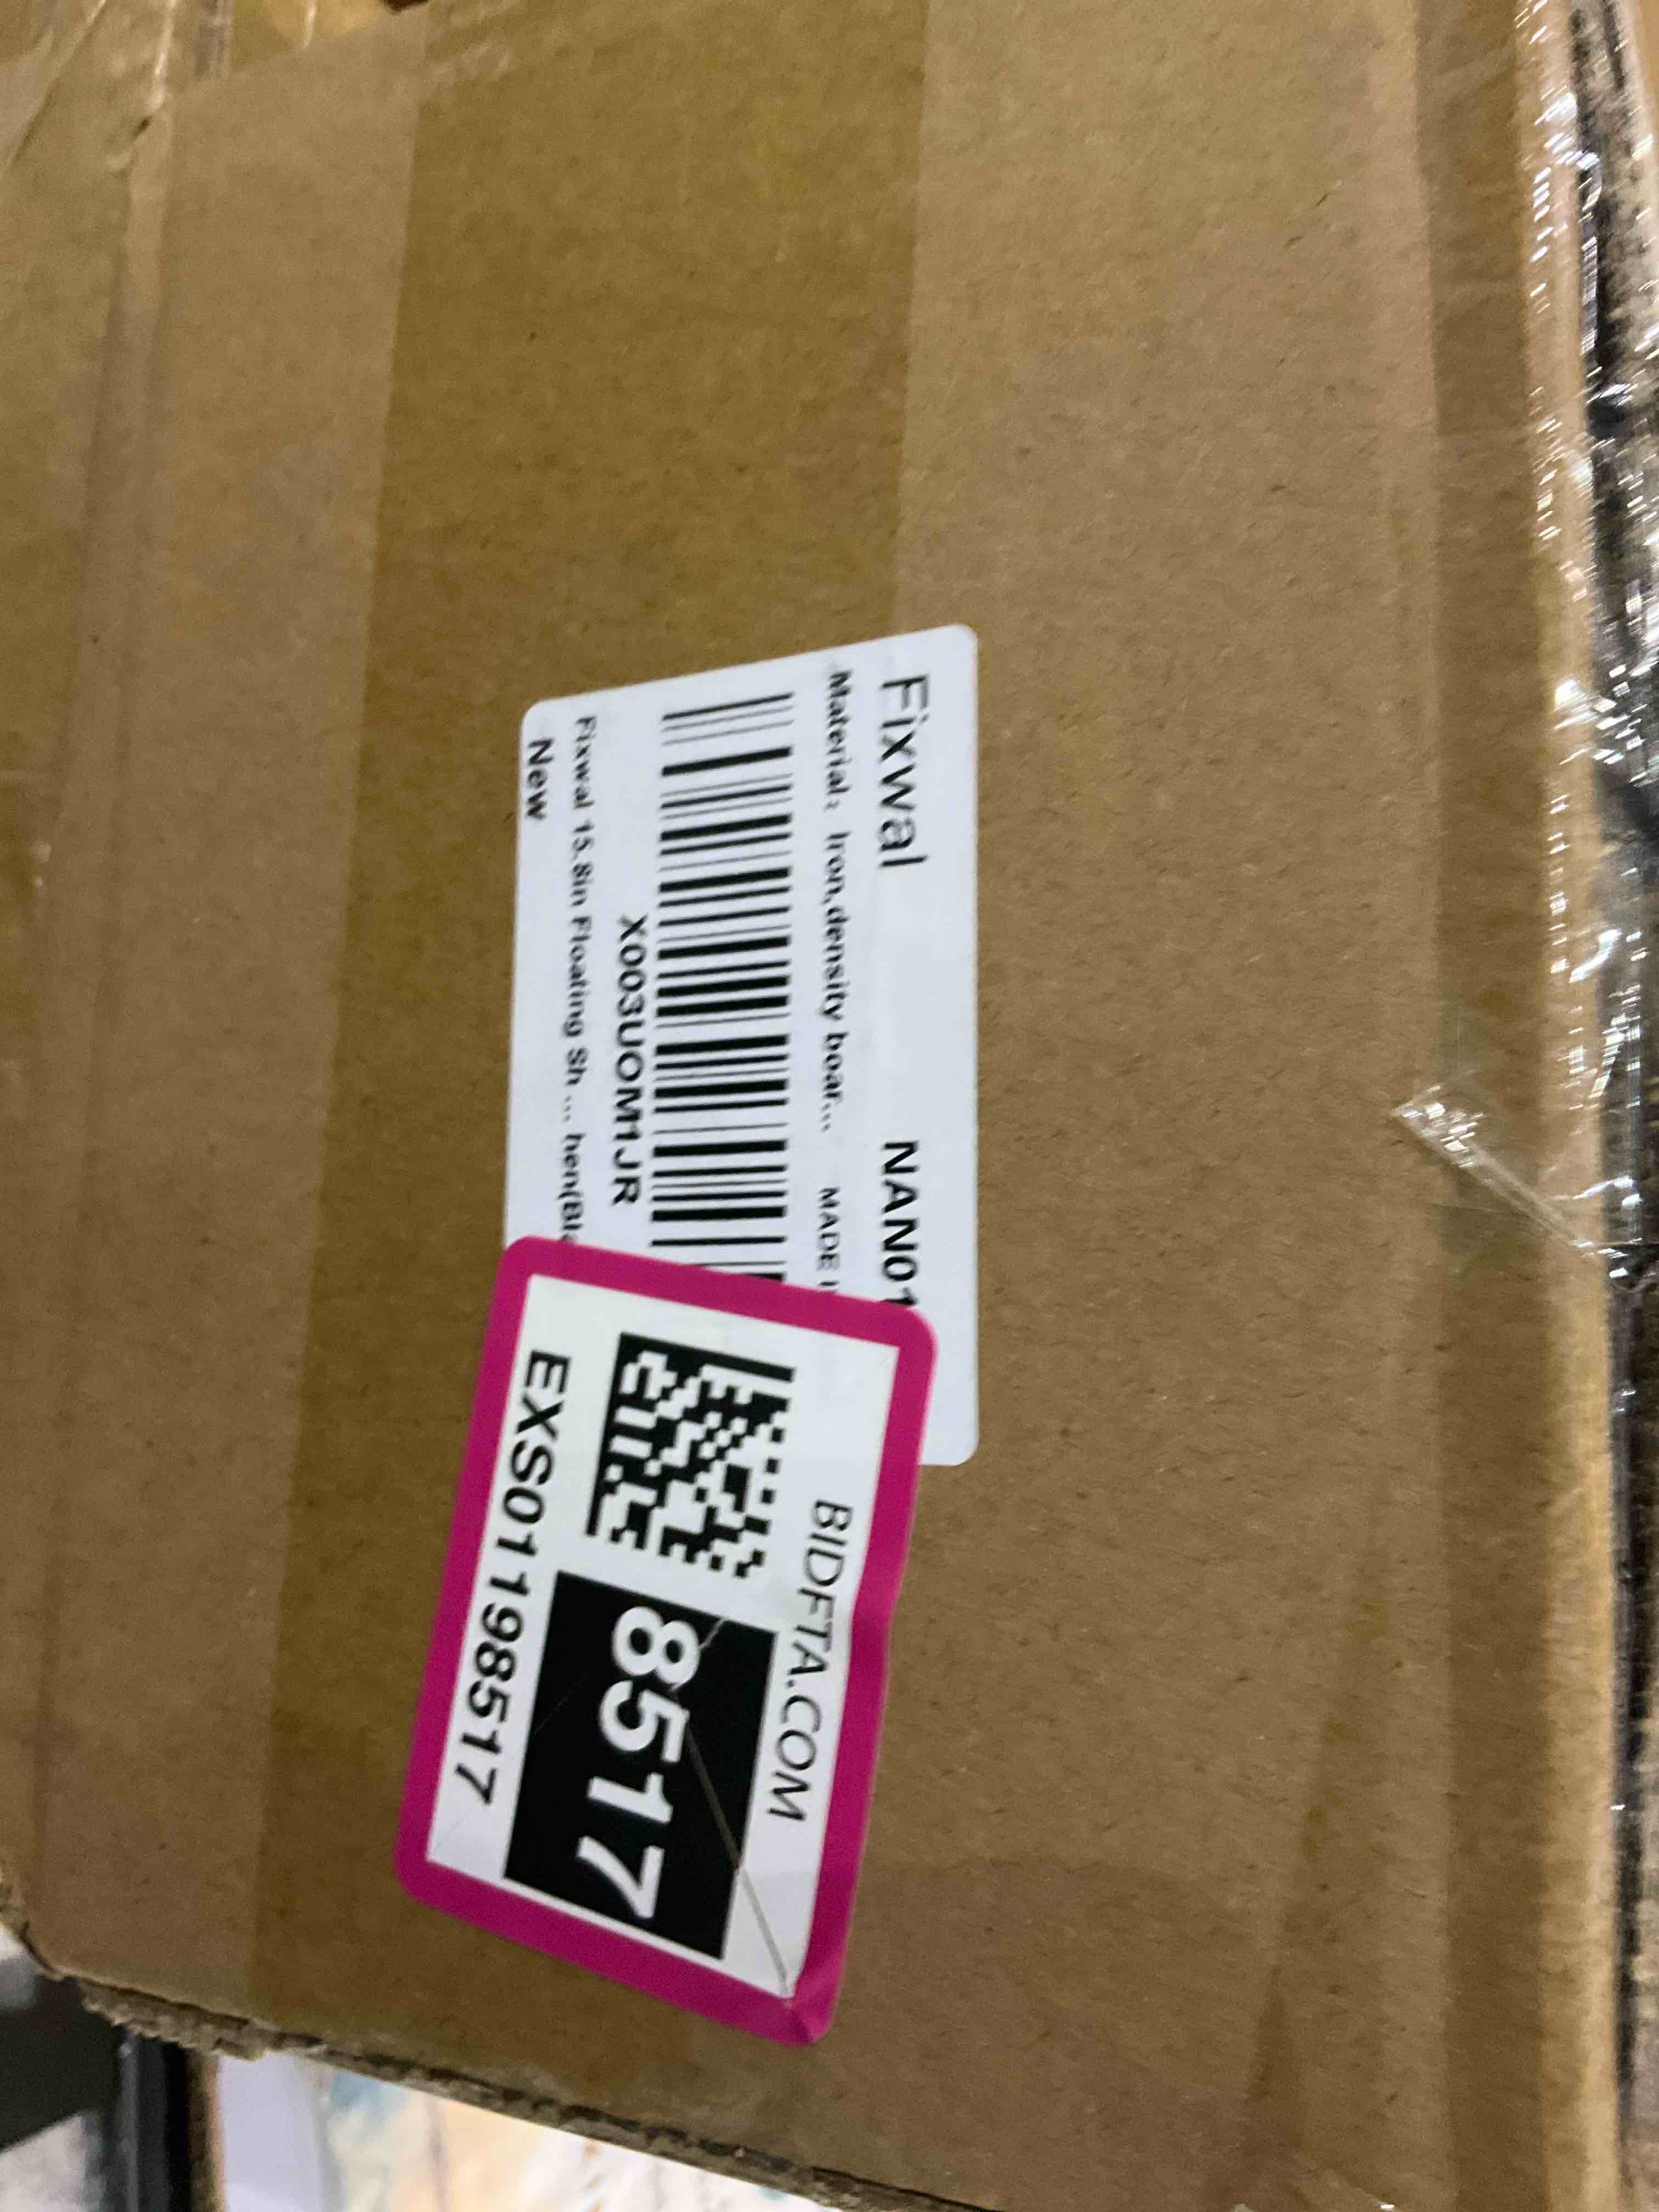 Fixwal NAN01
Material：Iron,density boar... MADE I
X003UOM1JR
Fixwal 15.8in Floating Sh ... hen(Bla
New
BIDFTA.COM
8517
EXS01198517